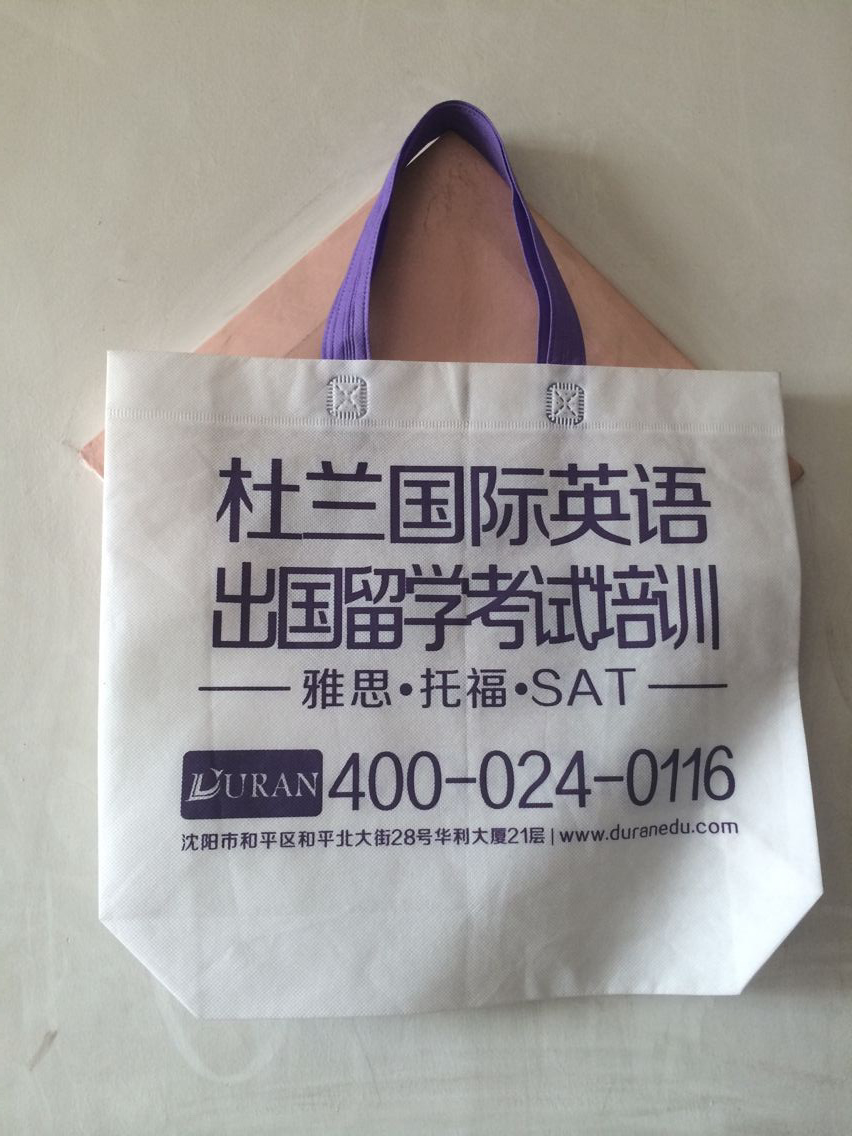 杜兰国际英语
出国留学考试培训
雅思•托福•SAT
DURAN 400-024-0116
沈阳市和平区和平北大街28号华利大厦21层 | www.duranedu.com